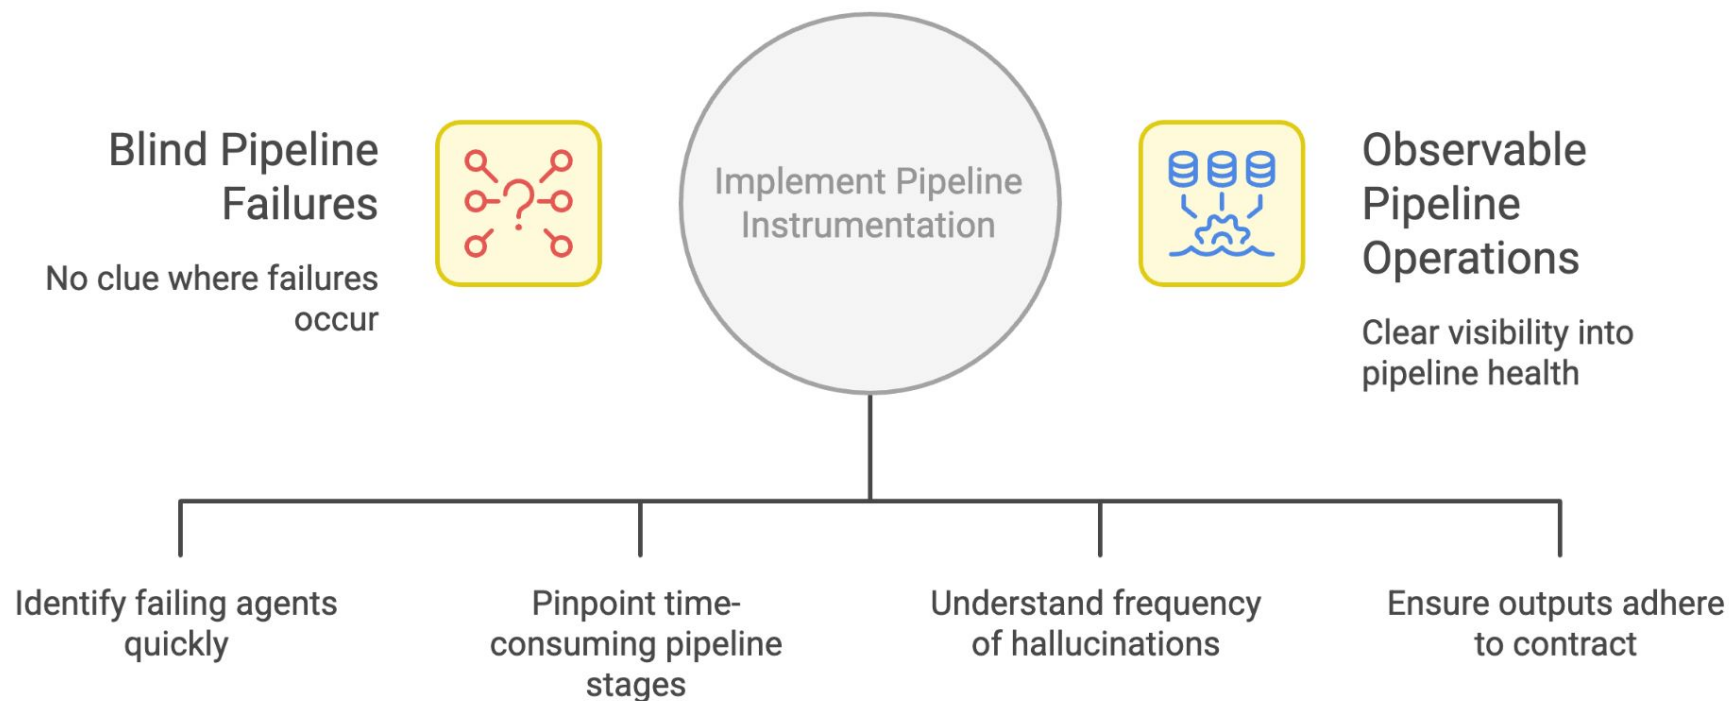 Blind Pipeline
Failures
No clue where failures
occur
Implement Pipeline
Instrumentation
Observable
Pipeline
Operations
Clear visibility into
pipeline health
Identify failing agents
quickly
Pinpoint time-
consuming pipeline
stages
Understand frequency
of hallucinations
Ensure outputs adhere
to contract